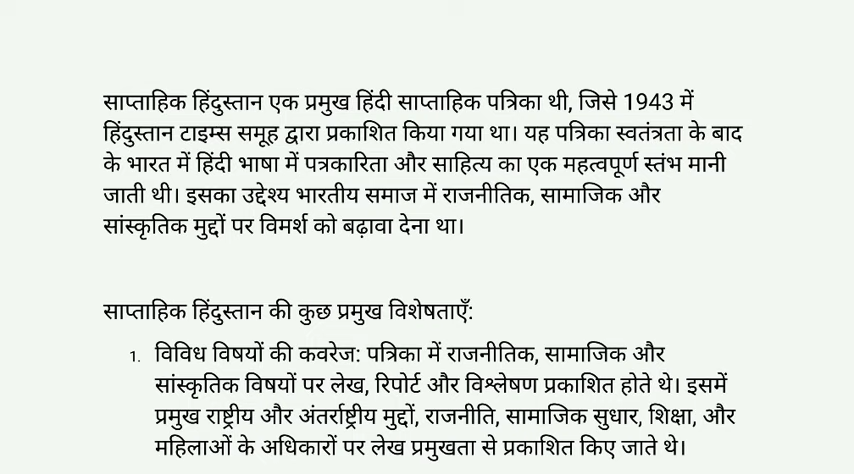 साप्ताहिक हिंदुस्तान एक प्रमुख हिंदी साप्ताहिक पत्रिका थी, जिसे 1943 में
हिंदुस्तान टाइम्स समूह द्वारा प्रकाशित किया गया था। यह पत्रिका स्वतंत्रता के बाद
के भारत में हिंदी भाषा में पत्रकारिता और साहित्य का एक महत्वपूर्ण स्तंभ मानी
जाती थी। इसका उद्देश्य भारतीय समाज में राजनीतिक, सामाजिक और
सांस्कृतिक मुद्दों पर विमर्श को बढ़ावा देना था।
साप्ताहिक हिंदुस्तान की कुछ प्रमुख विशेषताएँ:
1. विविध विषयों की कवरेज: पत्रिका में राजनीतिक, सामाजिक और
सांस्कृतिक विषयों पर लेख, रिपोर्ट और विश्लेषण प्रकाशित होते थे। इसमें
प्रमुख राष्ट्रीय और अंतर्राष्ट्रीय मुद्दों, राजनीति, सामाजिक सुधार, शिक्षा, और
महिलाओं के अधिकारों पर लेख प्रमुखता से प्रकाशित किए जाते थे।